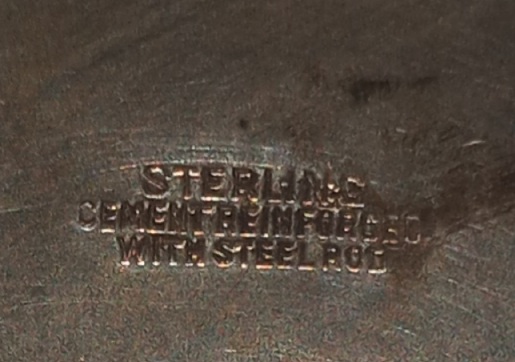 STERLING
CEMENT REINFORCED
WITH STEEL ROD